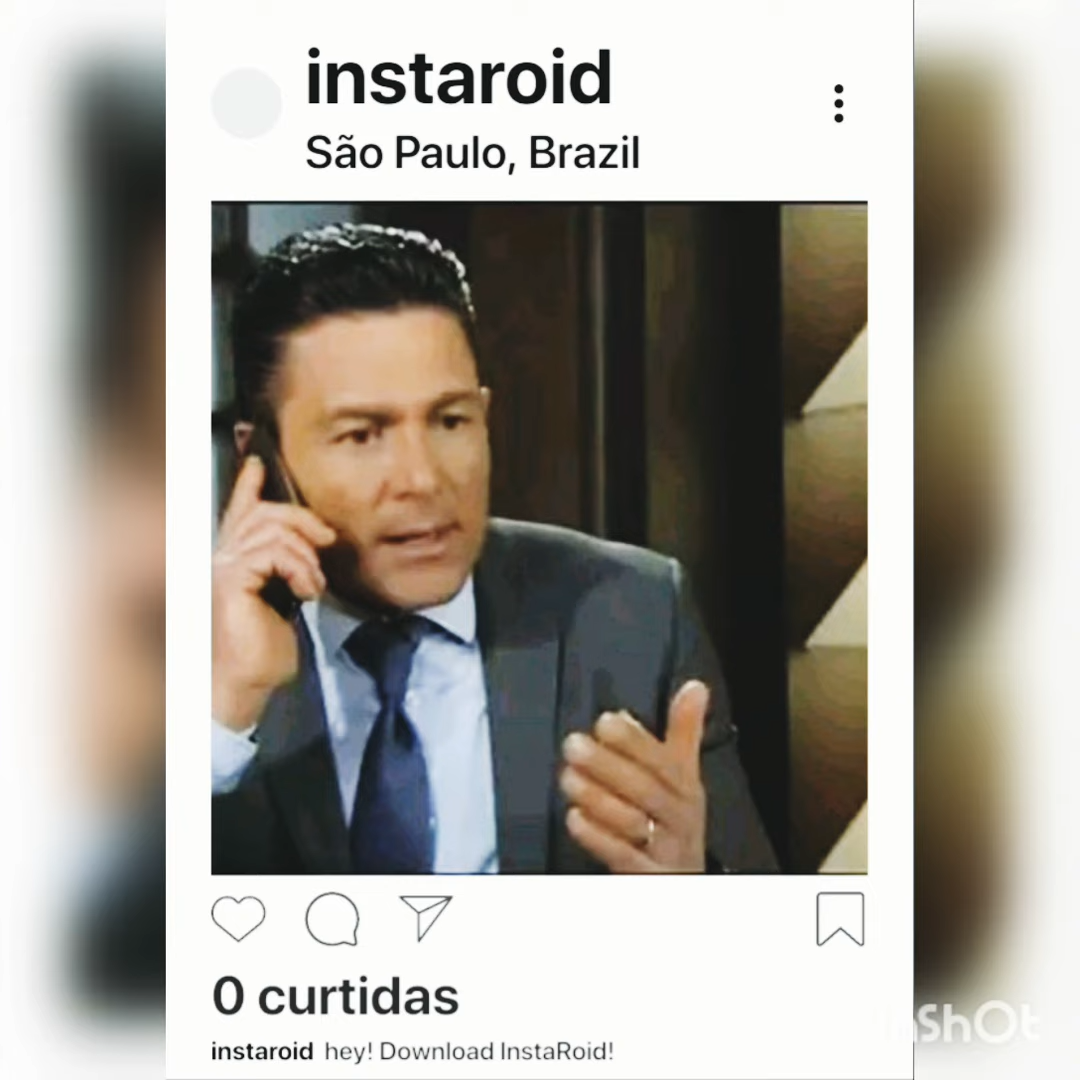 instaroid
São Paulo, Brazil
0 curtidas
instaroid hey! Download InstaRoid!
InShOt